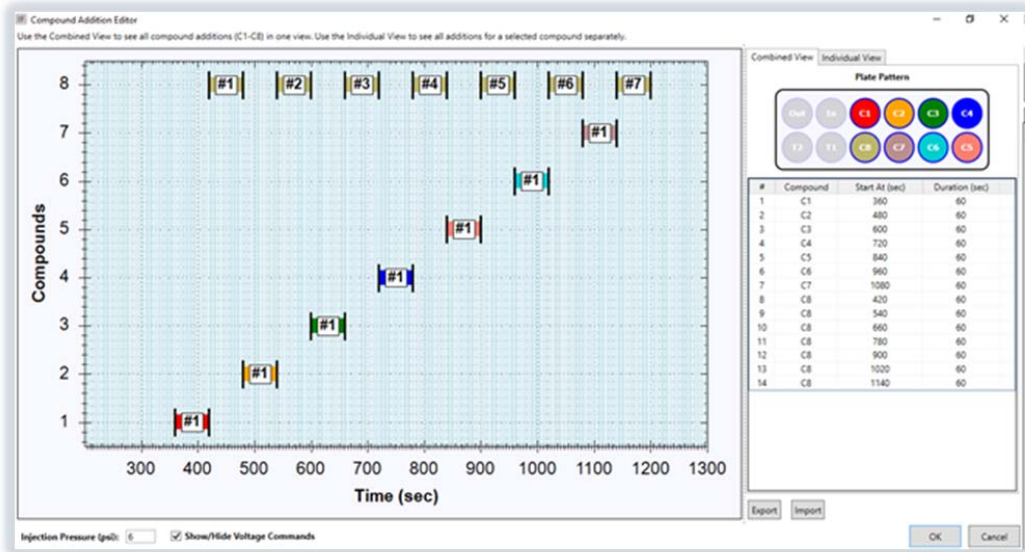 Compound Addition Editor
Use the Combined View to see all compound additions (C1-C8) in one view. Use the Individual View to see all additions for a selected compound separately.
Combined View Individual View
Plate Pattern
Out In C1 C2 C3 C4
T2 T1 C8 C7 C6 C5
# Compound Start At (sec) Duration (sec)
1 C1 360 60
2 C2 480 60
3 C3 600 60
4 C4 720 60
5 C5 840 60
6 C6 960 60
7 C7 1080 60
8 C8 420 60
9 C8 540 60
10 C8 660 60
11 C8 780 60
12 C8 900 60
13 C8 1020 60
14 C8 1140 60
Compounds
8 #1 #2 #3 #4 #5 #6 #7
7 #1
6 #1
5 #1
4 #1
3 #1
2 #1
1 #1
300 400 500 600 700 800 900 1000 1100 1200 1300
Time (sec)
Export Import
Injection Pressure (psi): 6 Show/Hide Voltage Commands
OK Cancel